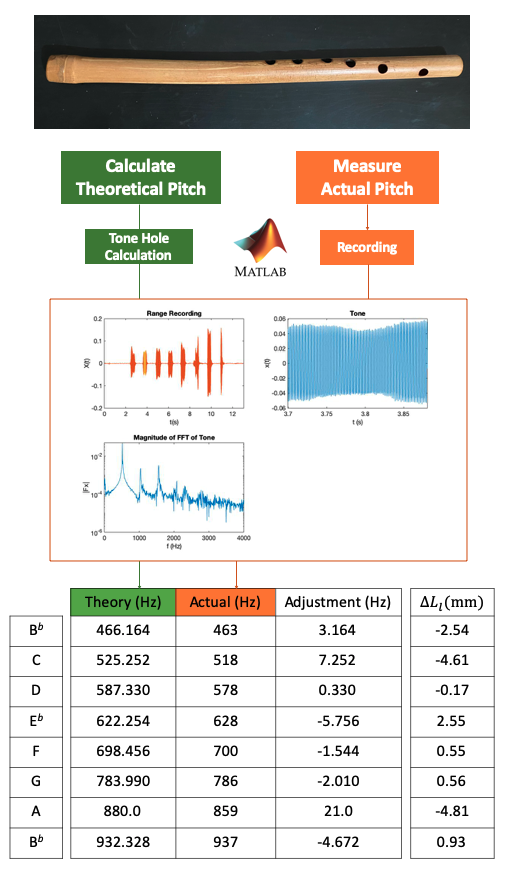 Calculate
Theoretical Pitch
Measure
Actual Pitch
Tone Hole
Calculation
MATLAB
Recording
Range Recording
X(t)
0.2
0.1
0
-0.1
-0.2
0 2 4 6 8 10 12
t(s)
Tone
x(t)
0.06
0.04
0.02
0
-0.02
-0.04
-0.06
3.7 3.75 3.8 3.85
t (s)
Magnitude of FFT of Tone
|Fx|
10⁻²
10⁻⁴
10⁻⁶
0 1000 2000 3000 4000
f (Hz)
Theory (Hz) Actual (Hz) Adjustment (Hz) ΔL_l(mm)
Bᵇ 466.164 463 3.164 -2.54
C 525.252 518 7.252 -4.61
D 587.330 578 0.330 -0.17
Eᵇ 622.254 628 -5.756 2.55
F 698.456 700 -1.544 0.55
G 783.990 786 -2.010 0.56
A 880.0 859 21.0 -4.81
Bᵇ 932.328 937 -4.672 0.93